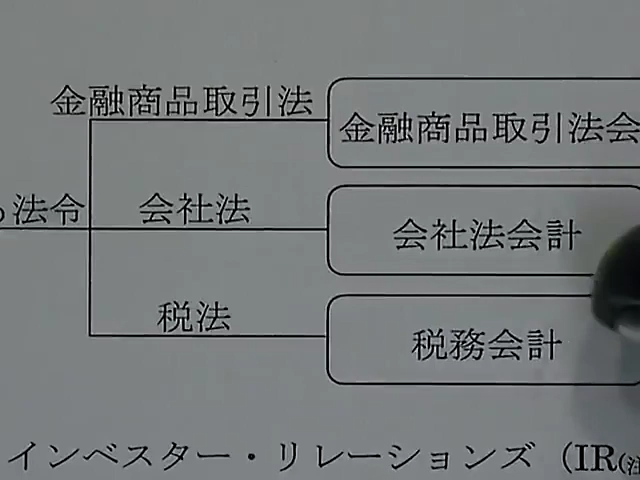 金融商品取引法
金融商品取引法会
法令
会社法
会社法会計
税法
税務会計
インベスター・リレーションズ（IR(注